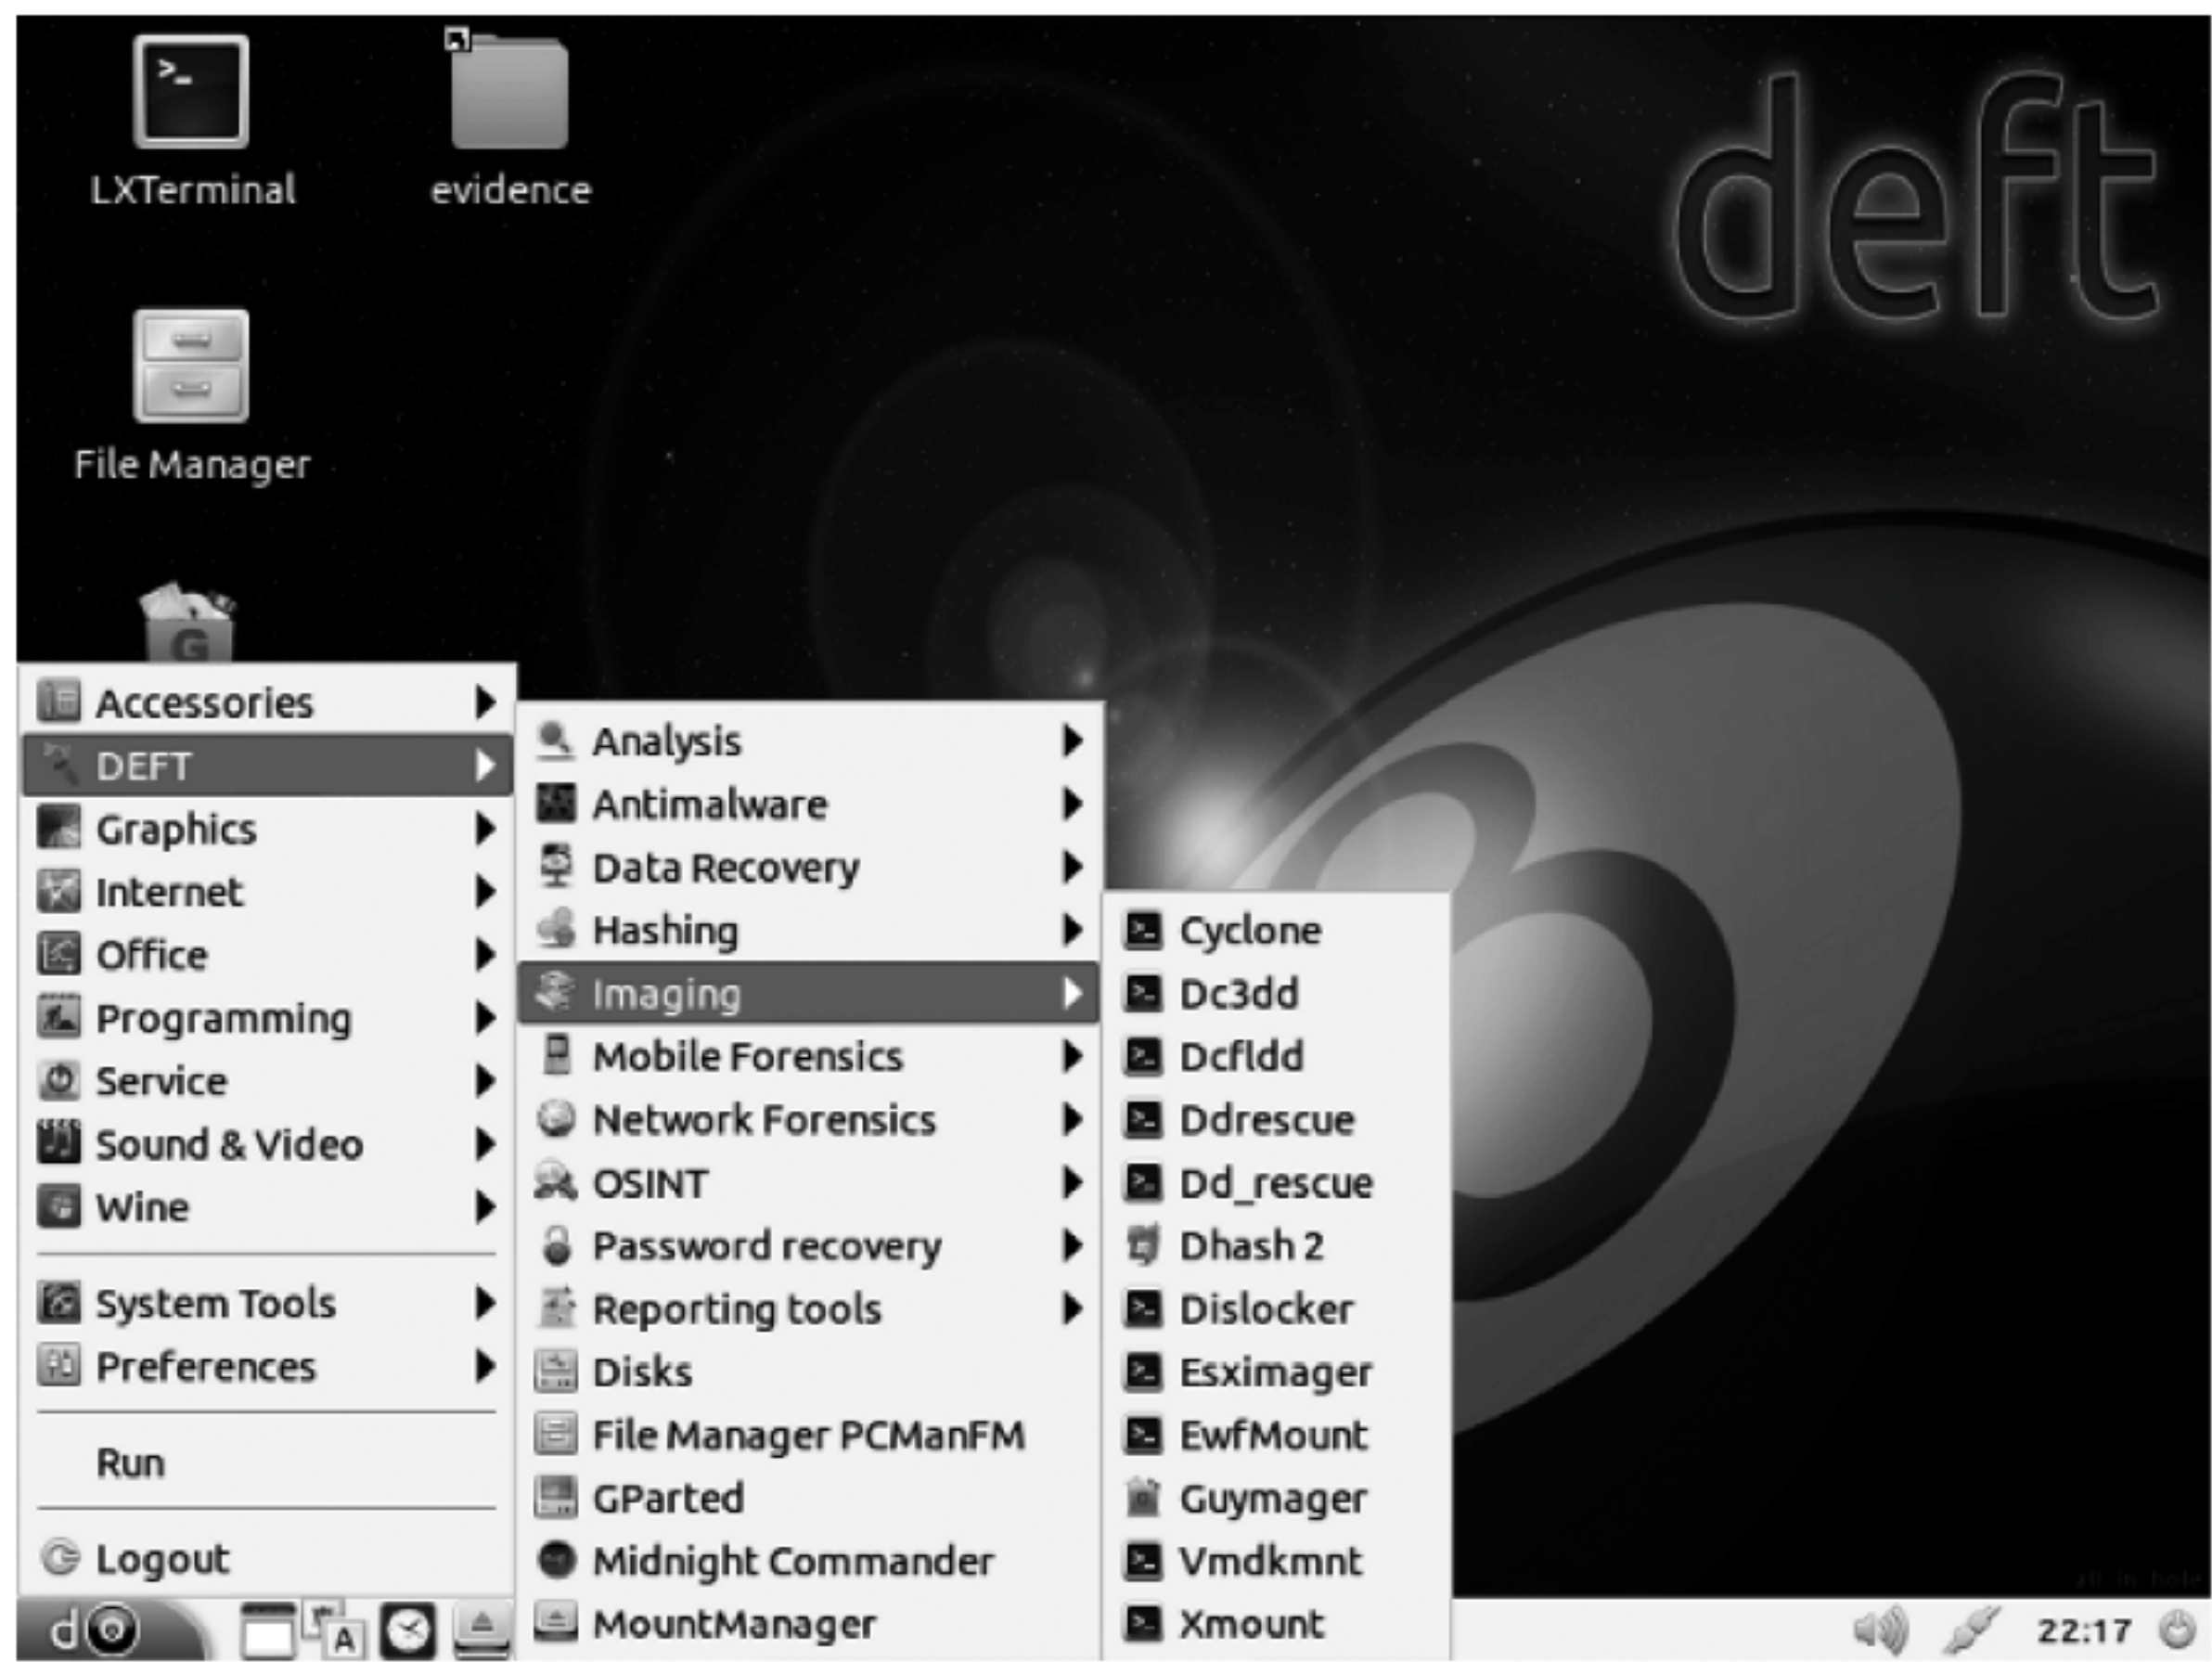 deft
LXTerminal
evidence
File Manager
G
Accessories
DEFT
Graphics
Internet
Office
Programming
Service
Sound & Video
Wine
System Tools
Preferences
Run
Logout
Analysis
Antimalware
Data Recovery
Hashing
Imaging
Mobile Forensics
Network Forensics
OSINT
Password recovery
Reporting tools
Disks
File Manager PCManFM
GParted
Midnight Commander
MountManager
Cyclone
Dc3dd
Dcfldd
Ddrescue
Dd_rescue
Dhash 2
Dislocker
Esximager
EwfMount
Guymager
Vmdkmnt
Xmount
d
A
22:17